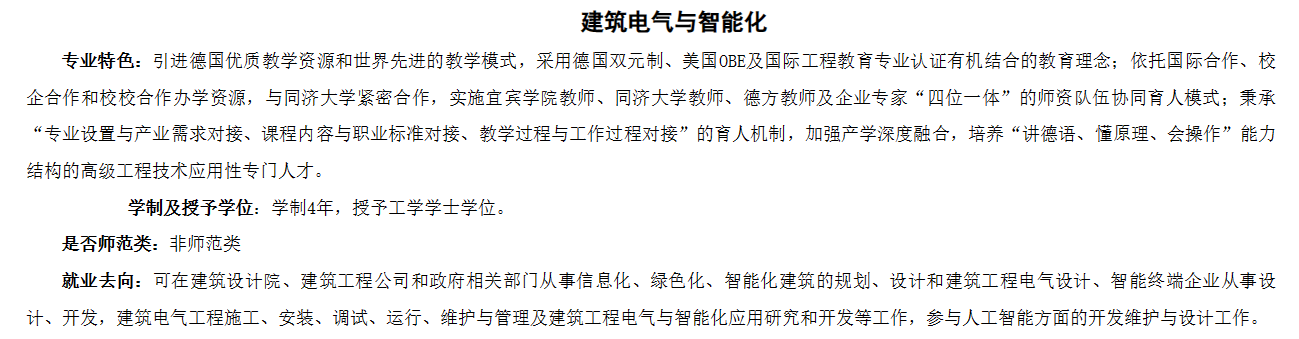 建筑电气与智能化
专业特色：引进德国优质教学资源和世界先进的教学模式，采用德国双元制、美国OBE及国际工程教育专业认证有机结合的教育理念；依托国际合作、校
企合作和校校合作办学资源，与同济大学紧密合作，实施宜宾学院教师、同济大学教师、德方教师及企业专家“四位一体”的师资队伍协同育人模式；秉承
“专业设置与产业需求对接、课程内容与职业标准对接、教学过程与工作过程对接”的育人机制，加强产学深度融合，培养“讲德语、懂原理、会操作”能力
结构的高级工程技术应用性专门人才。
学制及授予学位：学制4年，授予工学学士学位。
是否师范类：非师范类
就业去向：可在建筑设计院、建筑工程公司和政府相关部门从事信息化、绿色化、智能化建筑的规划、设计和建筑工程电气设计、智能终端企业从事设
计、开发，建筑电气工程施工、安装、调试、运行、维护与管理及建筑工程电气与智能化应用研究和开发等工作，参与人工智能方面的开发维护与设计工作。